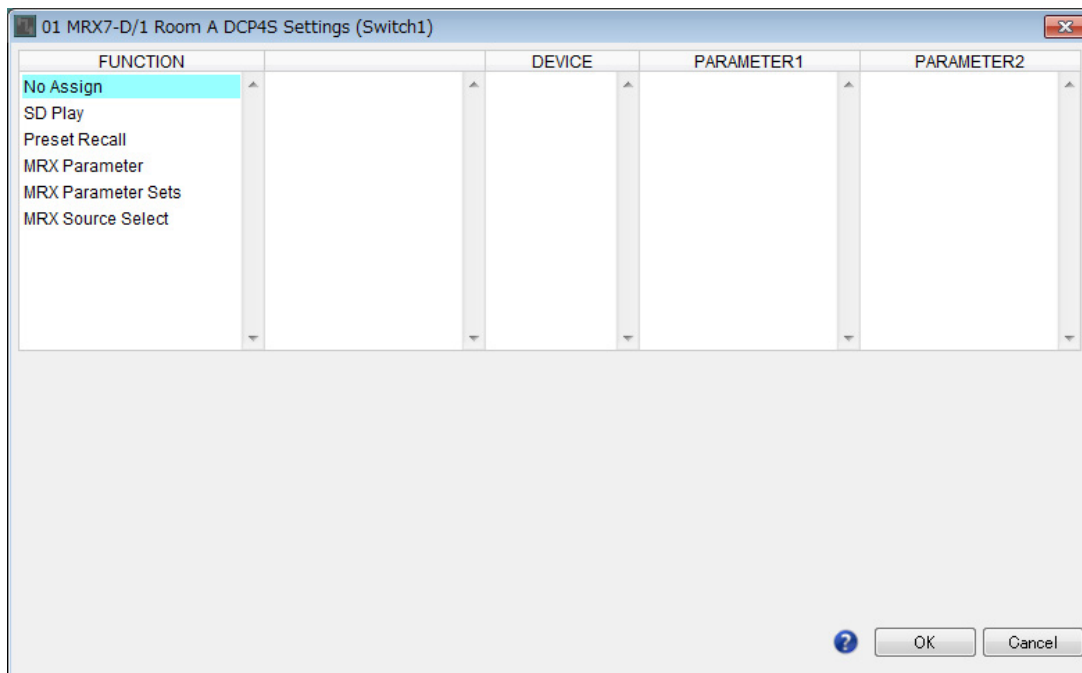 01 MRX7-D/1 Room A DCP4S Settings (Switch1)
FUNCTION DEVICE PARAMETER1 PARAMETER2
No Assign
SD Play
Preset Recall
MRX Parameter
MRX Parameter Sets
MRX Source Select
? OK Cancel